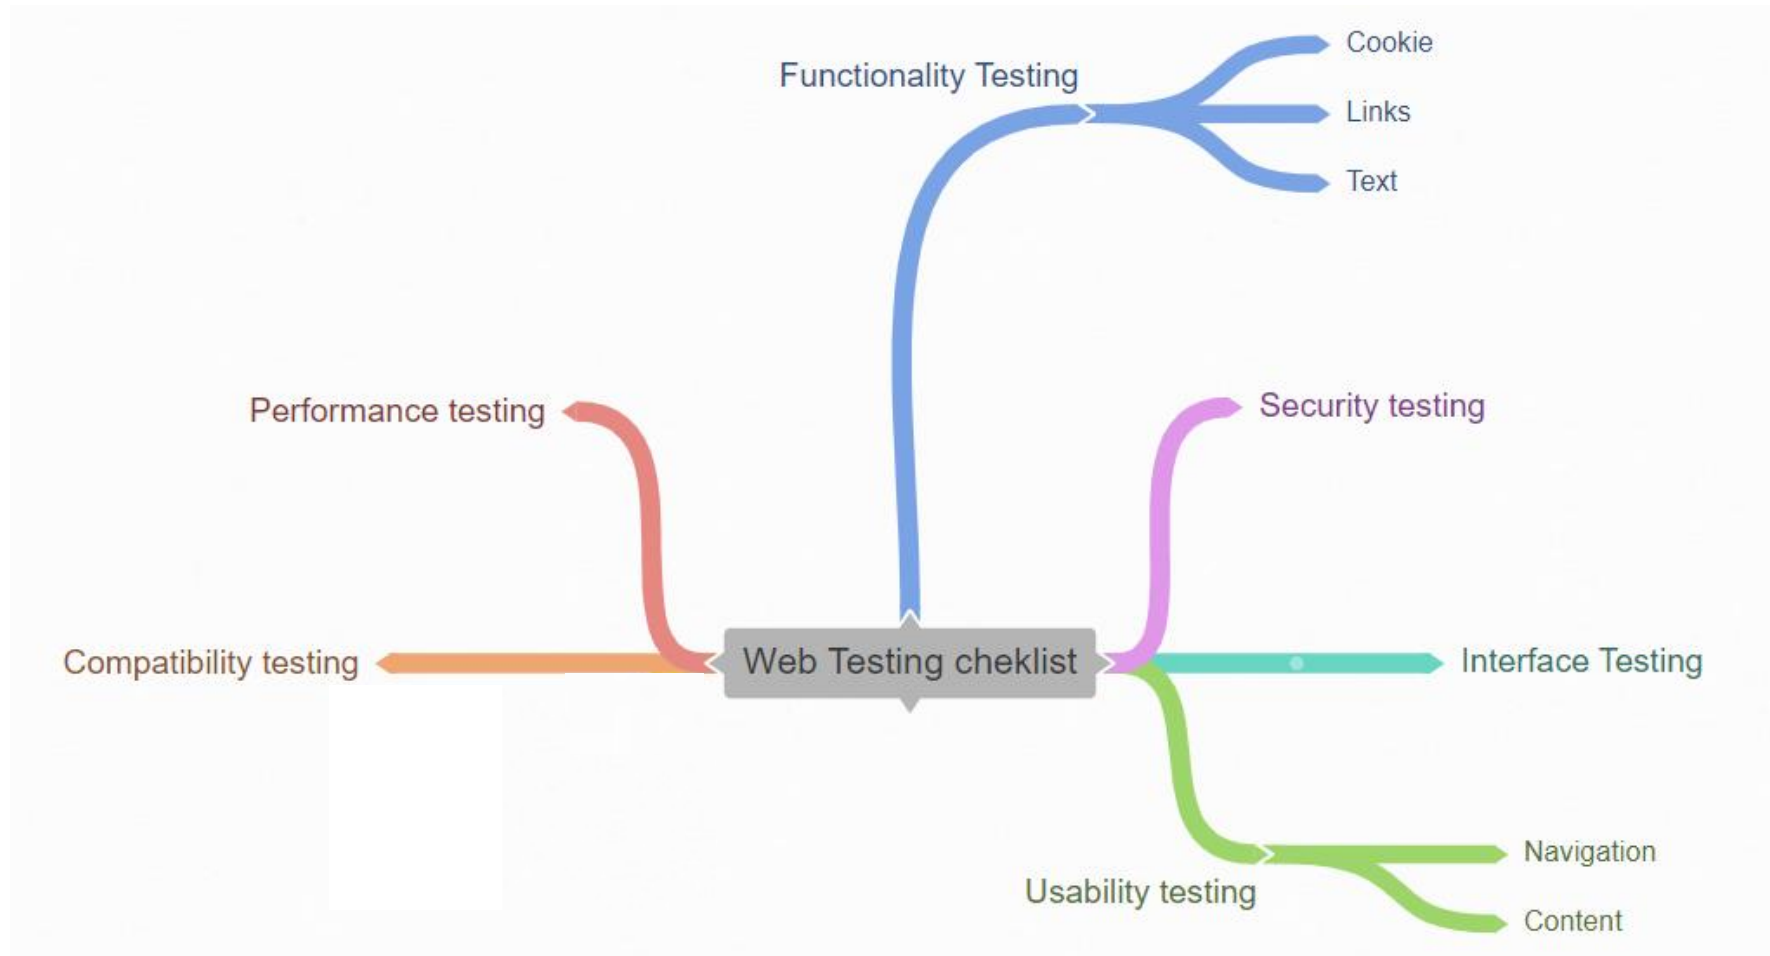 Functionality Testing
Cookie
Links
Text
Performance testing
Security testing
Compatibility testing
Web Testing cheklist
Interface Testing
Usability testing
Navigation
Content